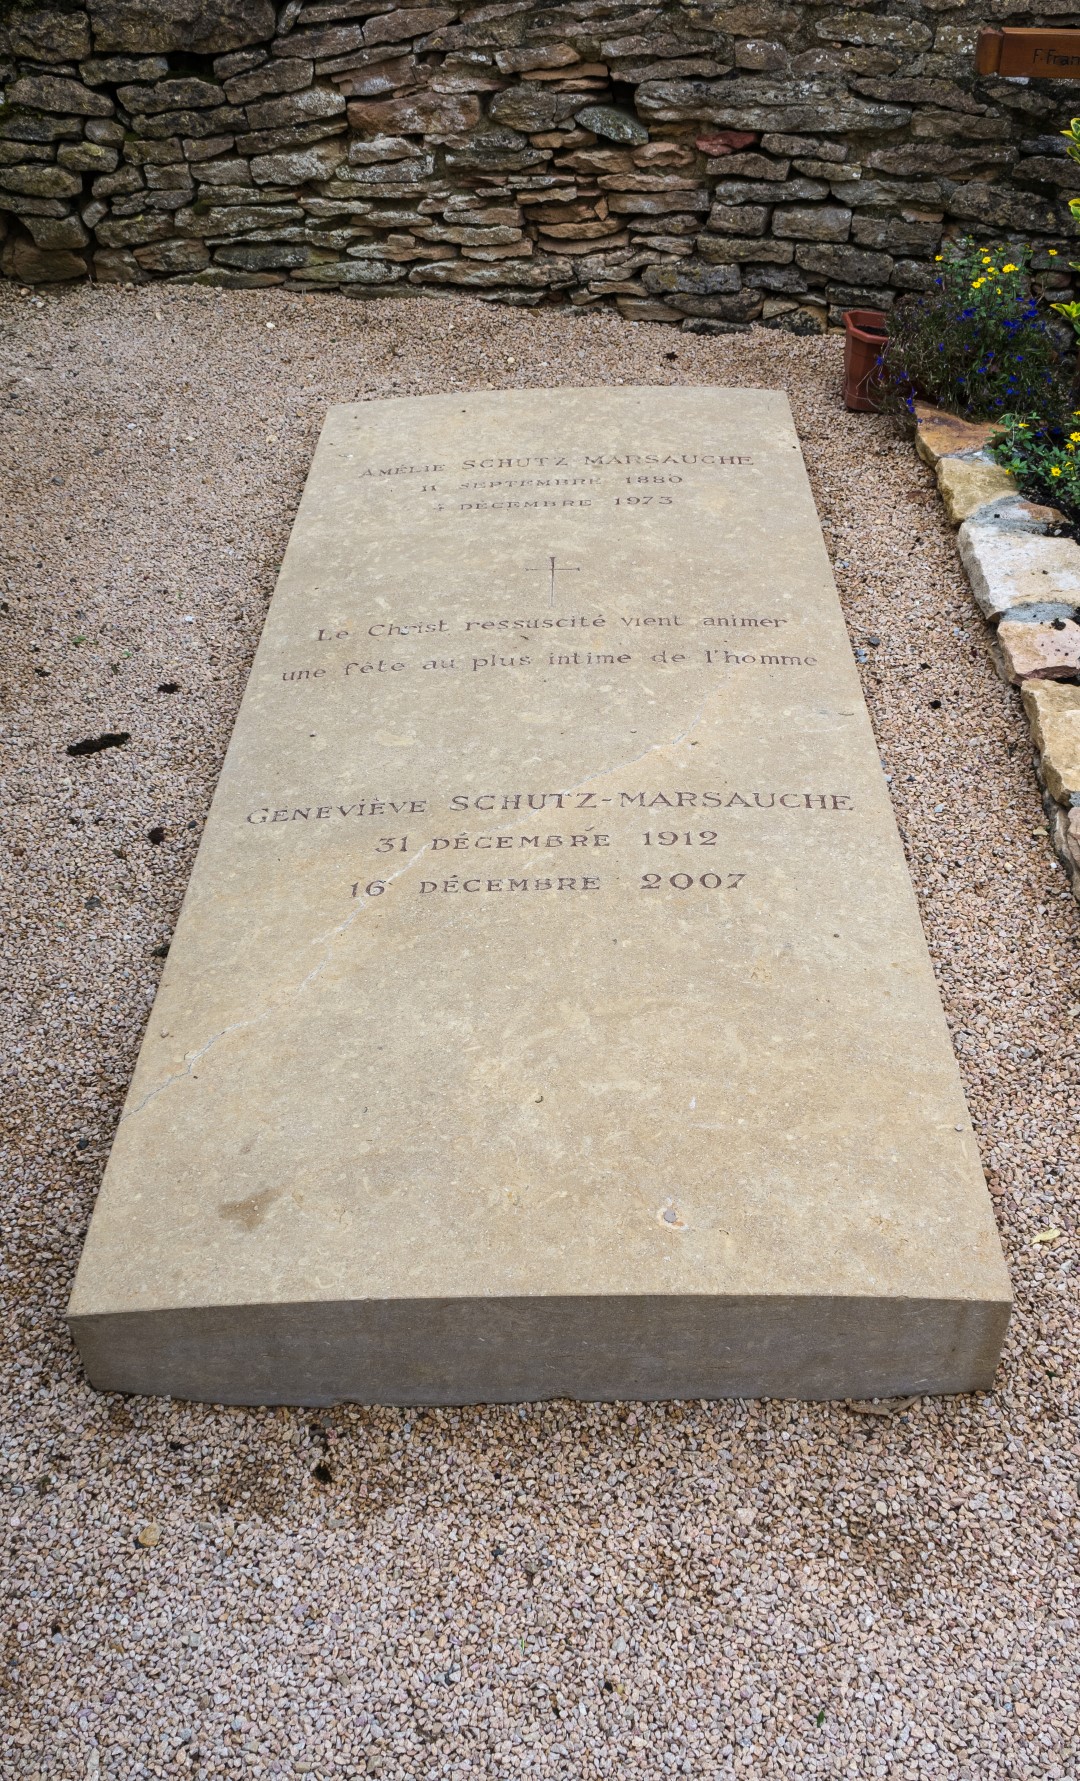 AMÉLIE SCHUTZ MARSAUCHE
11 SEPTEMBRE 1880
4 DÉCEMBRE 1973
Le Christ ressuscité vient animer
une fête au plus intime de l'homme
GENEVIÈVE SCHUTZ-MARSAUCHE
31 DÉCEMBRE 1912
16 DÉCEMBRE 2007